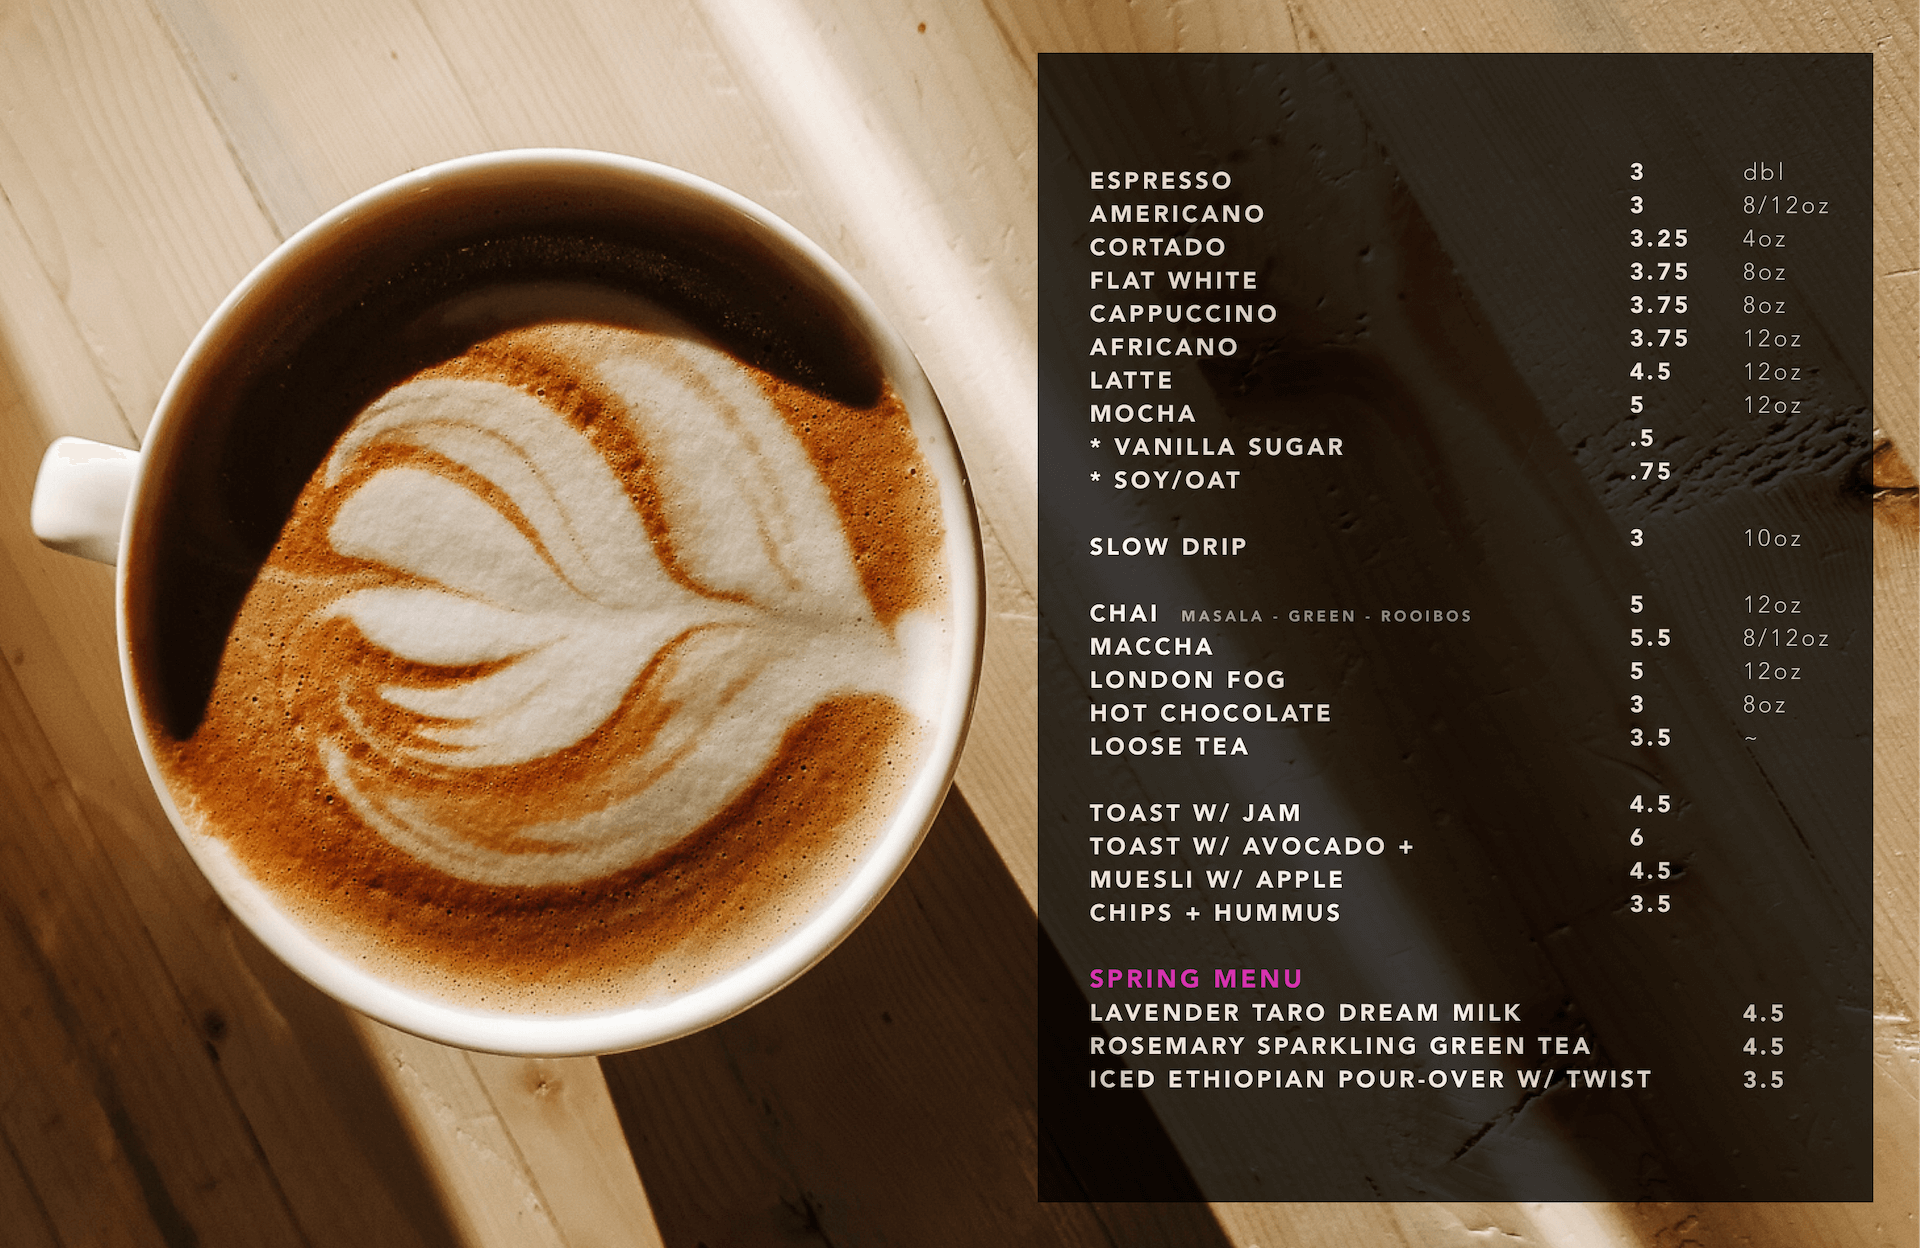 ESPRESSO 3 dbl
AMERICANO 3 8/12oz
CORTADO 3.25 4oz
FLAT WHITE 3.75 8oz
CAPPUCCINO 3.75 8oz
AFRICANO 3.75 12oz
LATTE 4.5 12oz
MOCHA 5 12oz
* VANILLA SUGAR .5
* SOY/OAT .75
SLOW DRIP 3 10oz
CHAI MASALA - GREEN - ROOIBOS 5 12oz
MACCHA 5.5 8/12oz
LONDON FOG 5 12oz
HOT CHOCOLATE 3 8oz
LOOSE TEA 3.5 ~
TOAST W/ JAM 4.5
TOAST W/ AVOCADO + 6
MUESLI W/ APPLE 4.5
CHIPS + HUMMUS 3.5
SPRING MENU
LAVENDER TARO DREAM MILK 4.5
ROSEMARY SPARKLING GREEN TEA 4.5
ICED ETHIOPIAN POUR-OVER W/ TWIST 3.5